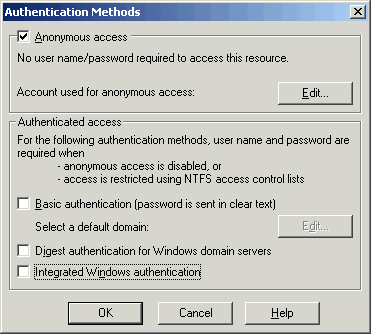 Authentication Methods
Anonymous access
No user name/password required to access this resource.
Account used for anonymous access:
Edit...
Authenticated access
For the following authentication methods, user name and password are
required when
- anonymous access is disabled, or
- access is restricted using NTFS access control lists
Basic authentication (password is sent in clear text)
Select a default domain:
Edit...
Digest authentication for Windows domain servers
Integrated Windows authentication
OK
Cancel
Help